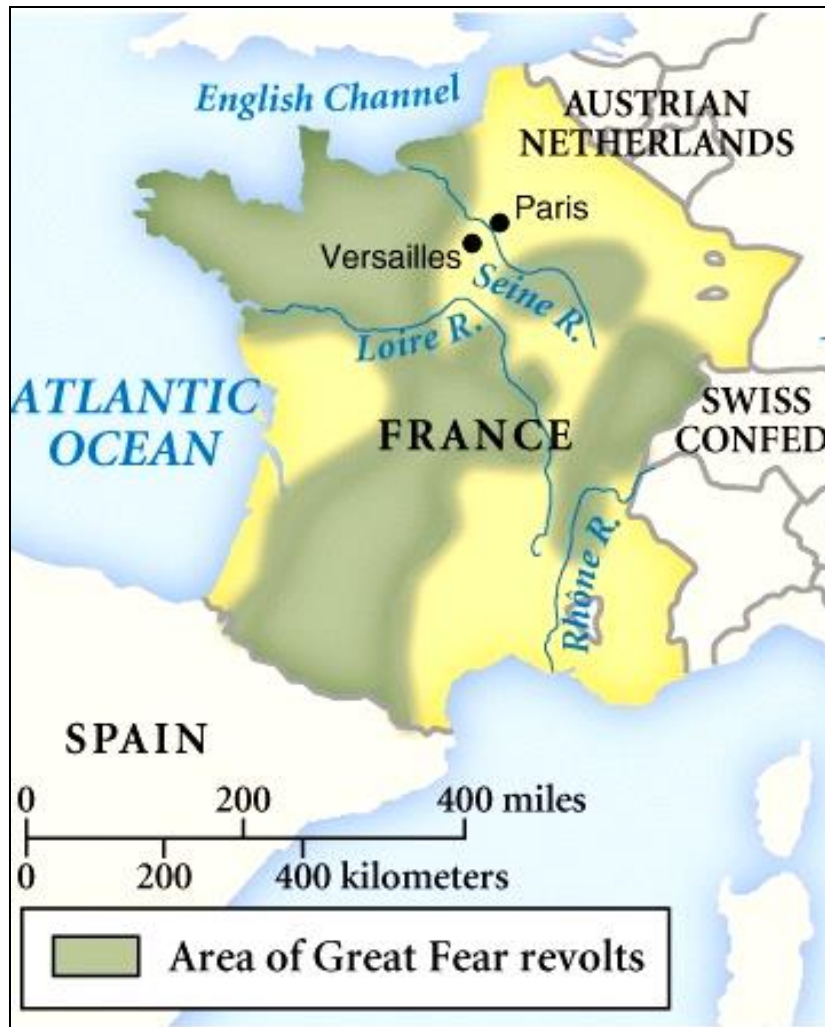 English Channel
AUSTRIAN
NETHERLANDS
Paris
Versailles
Seine R.
Loire R.
ATLANTIC
OCEAN
FRANCE
SWISS
CONFED
Rhône R.
SPAIN
0 200 400 miles
0 200 400 kilometers
Area of Great Fear revolts